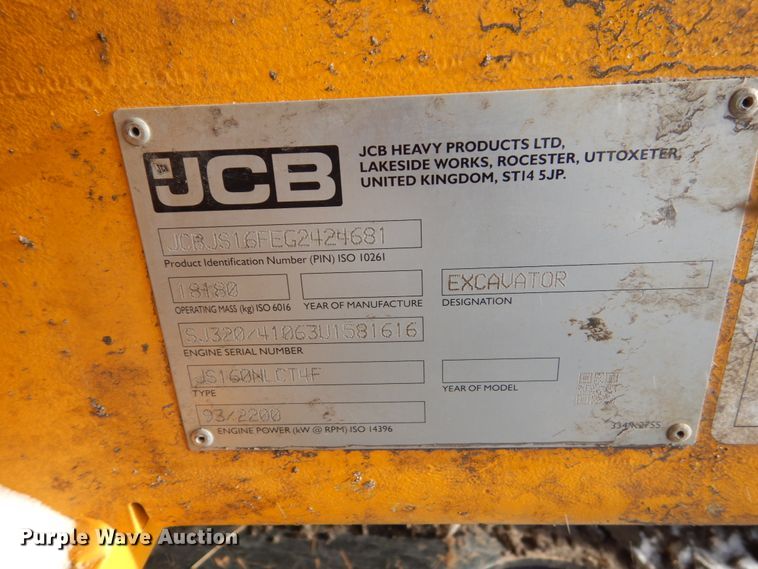 JCB
JCB HEAVY PRODUCTS LTD,
LAKESIDE WORKS, ROCESTER, UTTOXETER,
UNITED KINGDOM, ST14 5JP.
JCBJS16FEG2424681
Product Identification Number (PIN) ISO 10261
18180
OPERATING MASS (kg) ISO 6016
YEAR OF MANUFACTURE
EXCAVATOR
DESIGNATION
SJ320/41063U1581616
ENGINE SERIAL NUMBER
JS160NLCT4F
TYPE
YEAR OF MODEL
93/2200
ENGINE POWER (kW @ RPM) ISO 14396
Purple Wave Auction